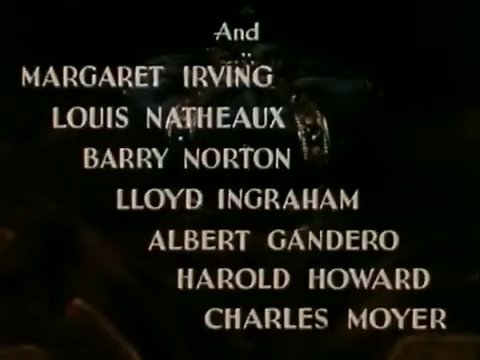 And
MARGARET IRVING
LOUIS NATHEAUX
BARRY NORTON
LLOYD INGRAHAM
ALBERT GANDERO
HAROLD HOWARD
CHARLES MOYER